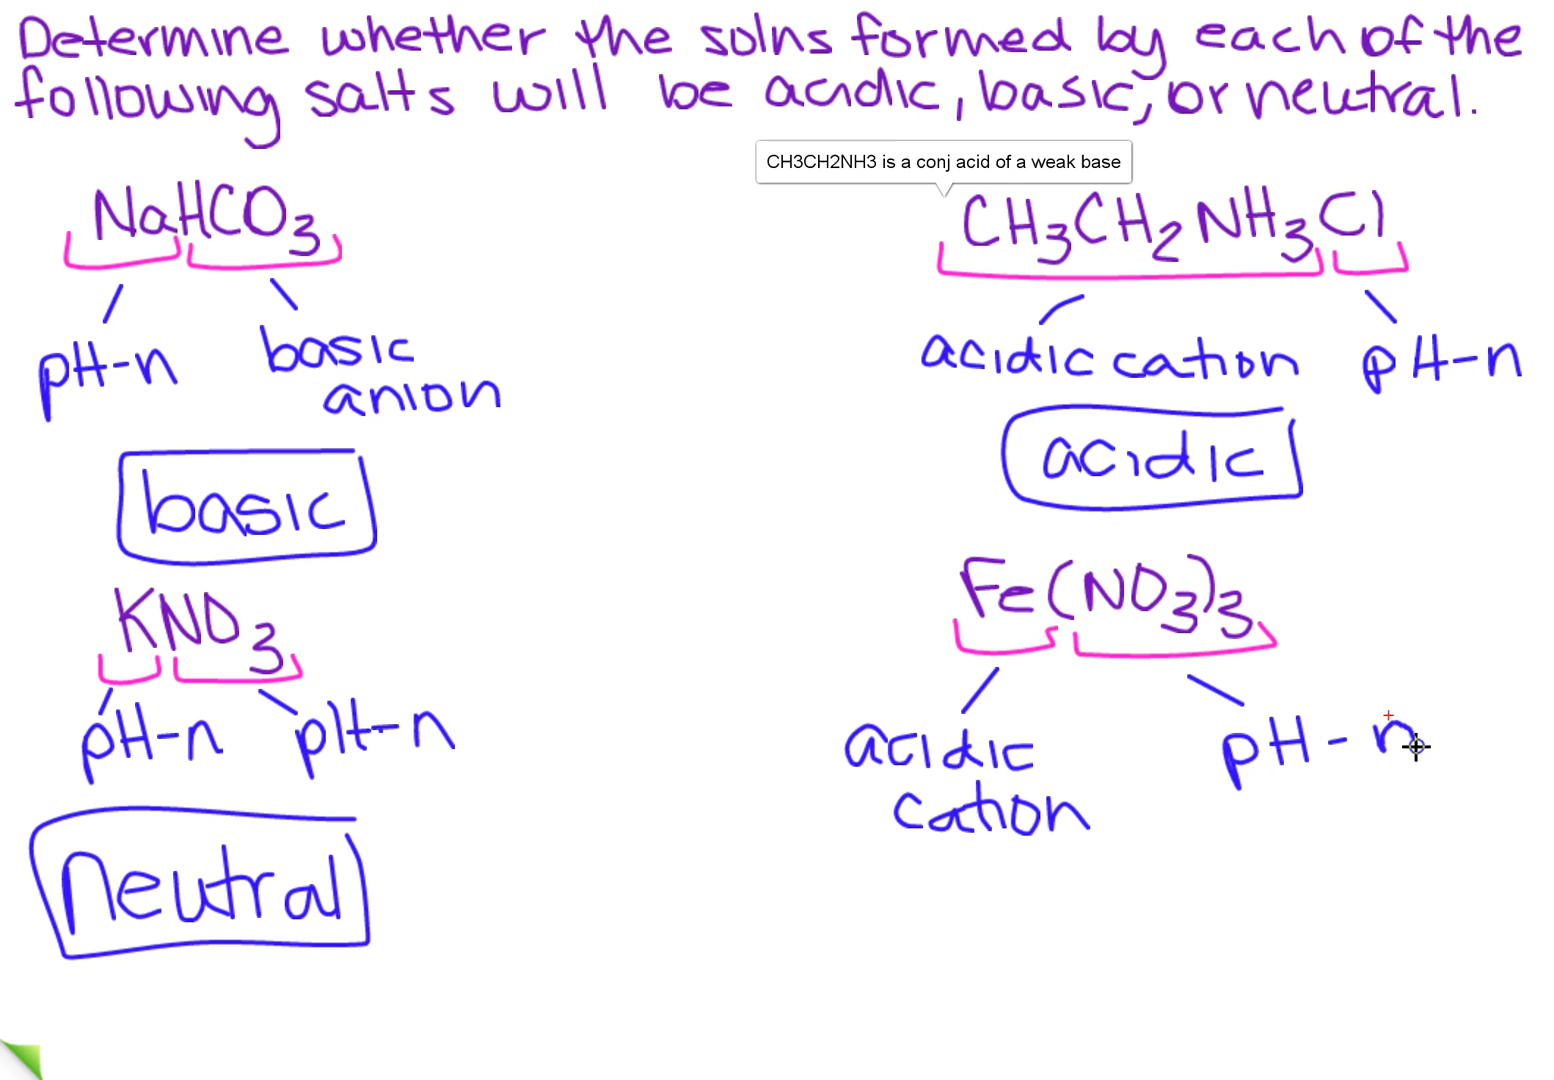 Determine whether the solns formed by each of the
following salts will be acidic, basic, or neutral.
CH3CH2NH3 is a conj acid of a weak base
NaHCO3
pH-n basic
anion
basic
KNO3
pH-n pH-n
neutral
CH3CH2NH3Cl
acidic cation pH-n
acidic
Fe(NO3)3
acidic
cation
pH-n